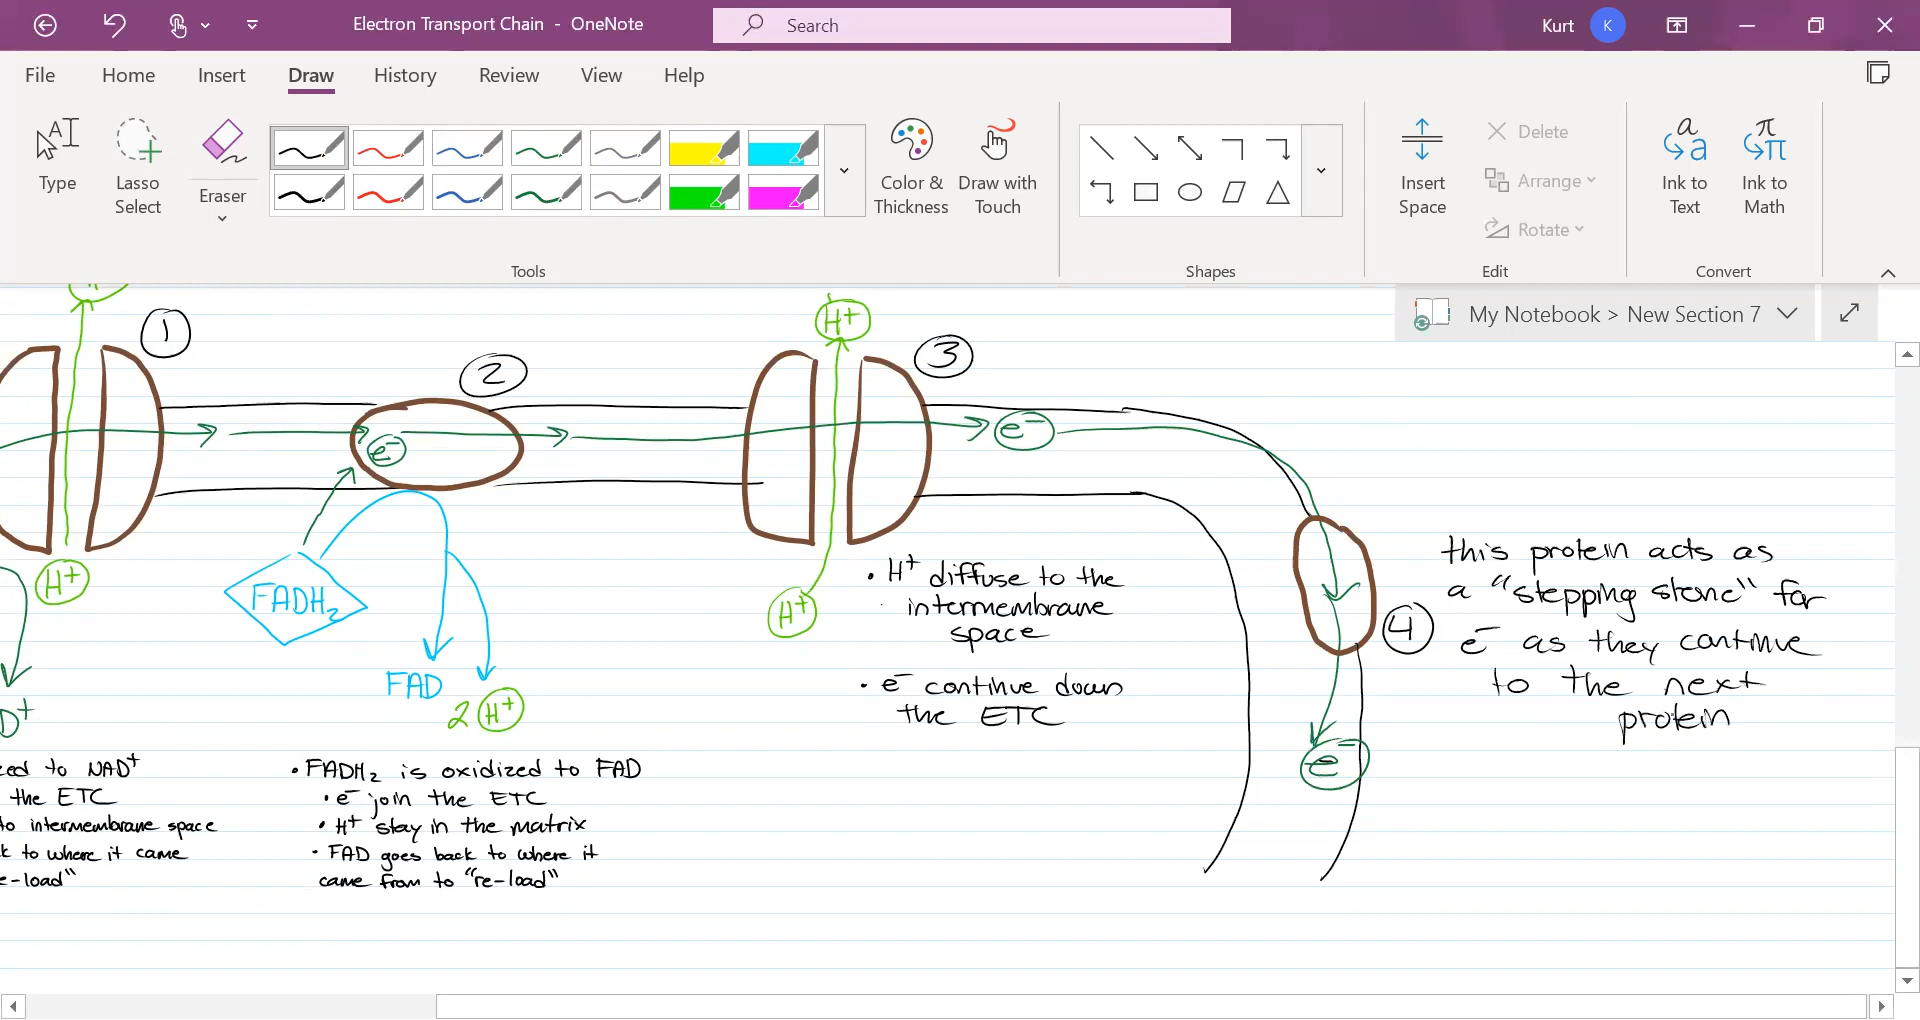 Electron Transport Chain - OneNote
Search
Kurt
K
File
Home
Insert
Draw
History
Review
View
Help
Type
Lasso
Select
Eraser
Color &
Thickness
Draw with
Touch
Insert
Space
Delete
Arrange
Rotate
Ink to
Text
Ink to
Math
Tools
Shapes
Edit
Convert
My Notebook > New Section 7
1
2
H⁺
3
e⁻
e⁻
H⁺
FADH₂
FAD
2 H⁺
H⁺
• H⁺ diffuse to the
intermembrane
space
• e⁻ continue down
the ETC
4
this protein acts as
a "stepping stone" for
e⁻ as they continue
to the next
protein
e⁻
D⁺
to NAD⁺
the ETC
to intermembrane space
to where it came
e-load"
• FADH₂ is oxidized to FAD
• e⁻ join the ETC
• H⁺ stay in the matrix
• FAD goes back to where it
came from to "re-load"